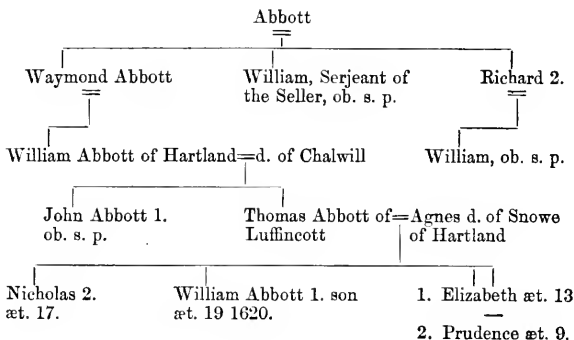 Abbott
Waymond Abbott
William, Serjeant of
the Seller, ob. s. p.
Richard 2.
William Abbott of Hartland=d. of Chalwill
William, ob. s. p.
John Abbott 1.
ob. s. p.
Thomas Abbott of=Agnes d. of Snowe
Luffincott
of Hartland
Nicholas 2.
æt. 17.
William Abbott 1. son
æt. 19 1620.
1. Elizabeth æt. 13
2. Prudence æt. 9.